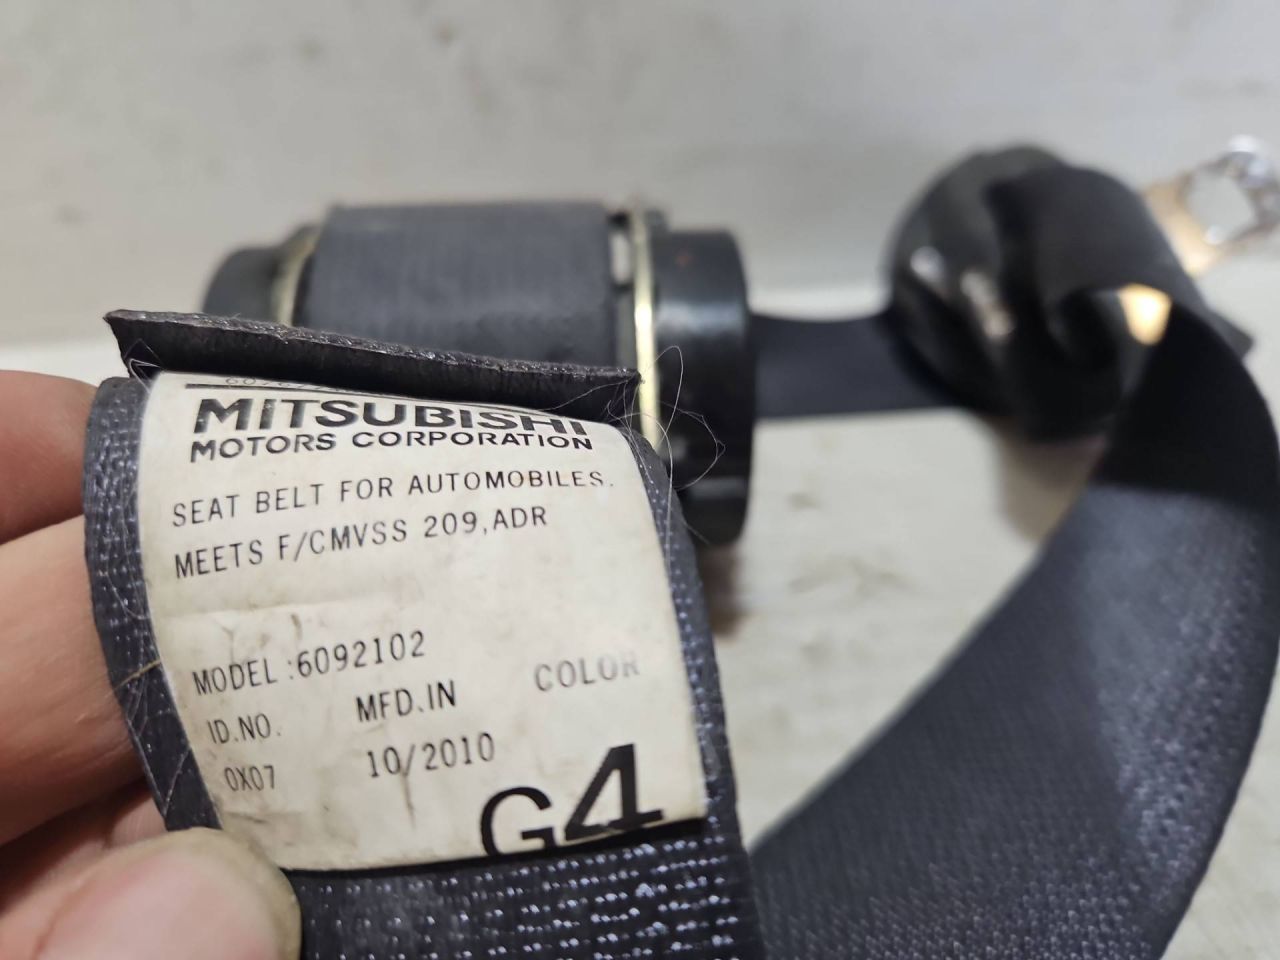 MITSUBISHI
MOTORS CORPORATION
SEAT BELT FOR AUTOMOBILES.
MEETS F/CMVSS 209,ADR
MODEL :6092102
ID.NO. MFD.IN COLOR
0X07 10/2010
G4